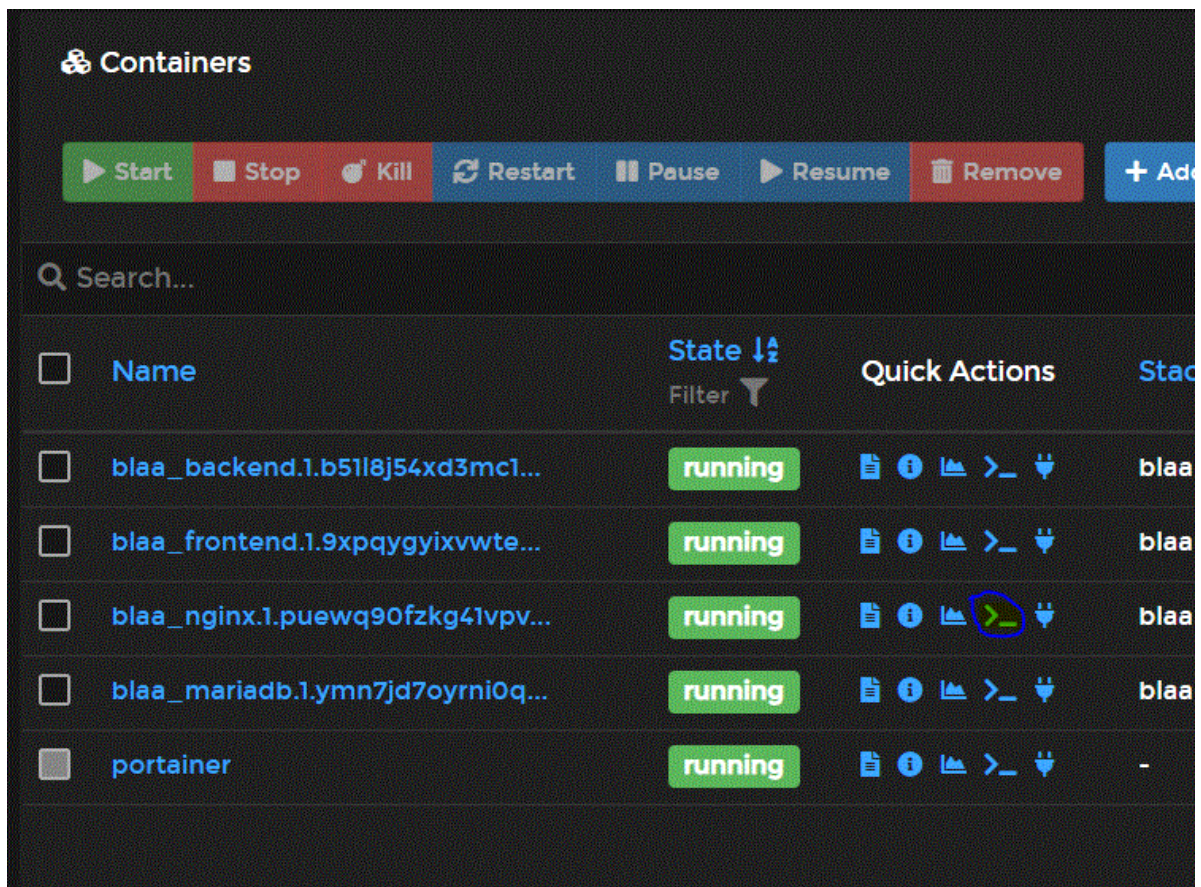 Containers
Start Stop Kill Restart Pause Resume Remove + Add
Search...
Name State Quick Actions Stac
Filter
blaa_backend.1.b51l8j54xd3mc1... running blaa
blaa_frontend.1.9xpqygyixvwte... running blaa
blaa_nginx.1.puewq90fzkg41vpv... running blaa
blaa_mariadb.1.ymn7jd7oyrni0q... running blaa
portainer running -